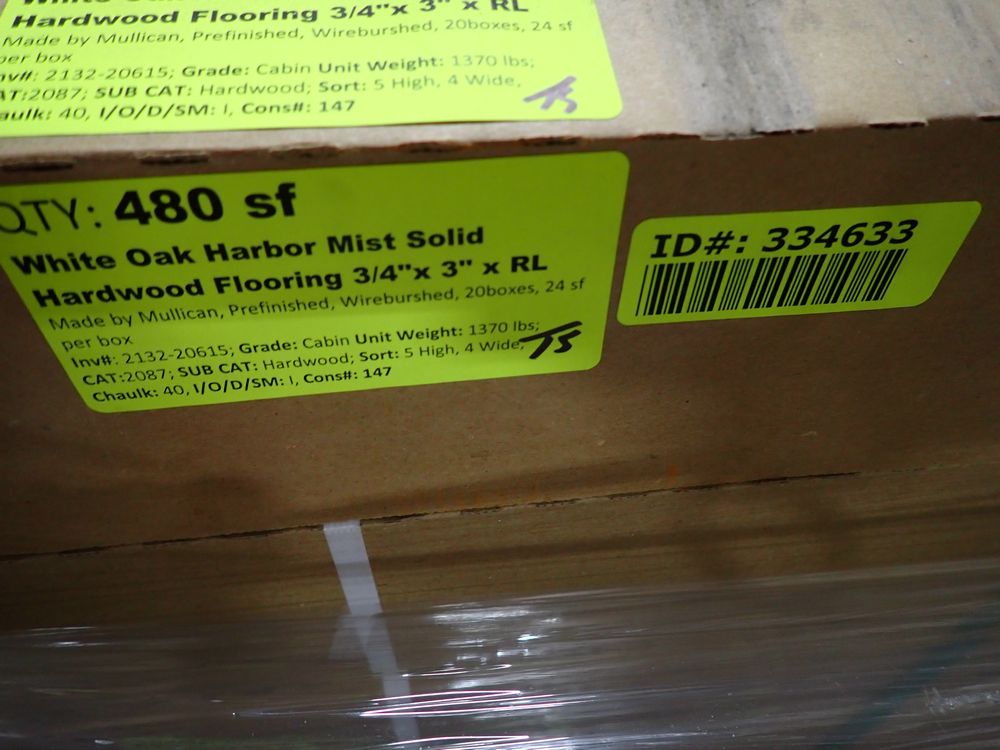 Hardwood Flooring 3/4"x 3" x RL
Made by Mullican, Prefinished, Wireburshed, 20boxes, 24 sf
per box
Inv#: 2132-20615; Grade: Cabin Unit Weight: 1370 lbs;
CAT:2087; SUB CAT: Hardwood; Sort: 5 High, 4 Wide,
Chaulk: 40, I/O/D/SM: I, Cons#: 147
TS
QTY: 480 sf
White Oak Harbor Mist Solid
Hardwood Flooring 3/4"x 3" x RL
Made by Mullican, Prefinished, Wireburshed, 20boxes, 24 sf
per box
Inv#: 2132-20615; Grade: Cabin Unit Weight: 1370 lbs;
CAT:2087; SUB CAT: Hardwood; Sort: 5 High, 4 Wide,
Chaulk: 40, I/O/D/SM: I, Cons#: 147
TS
ID#: 334633